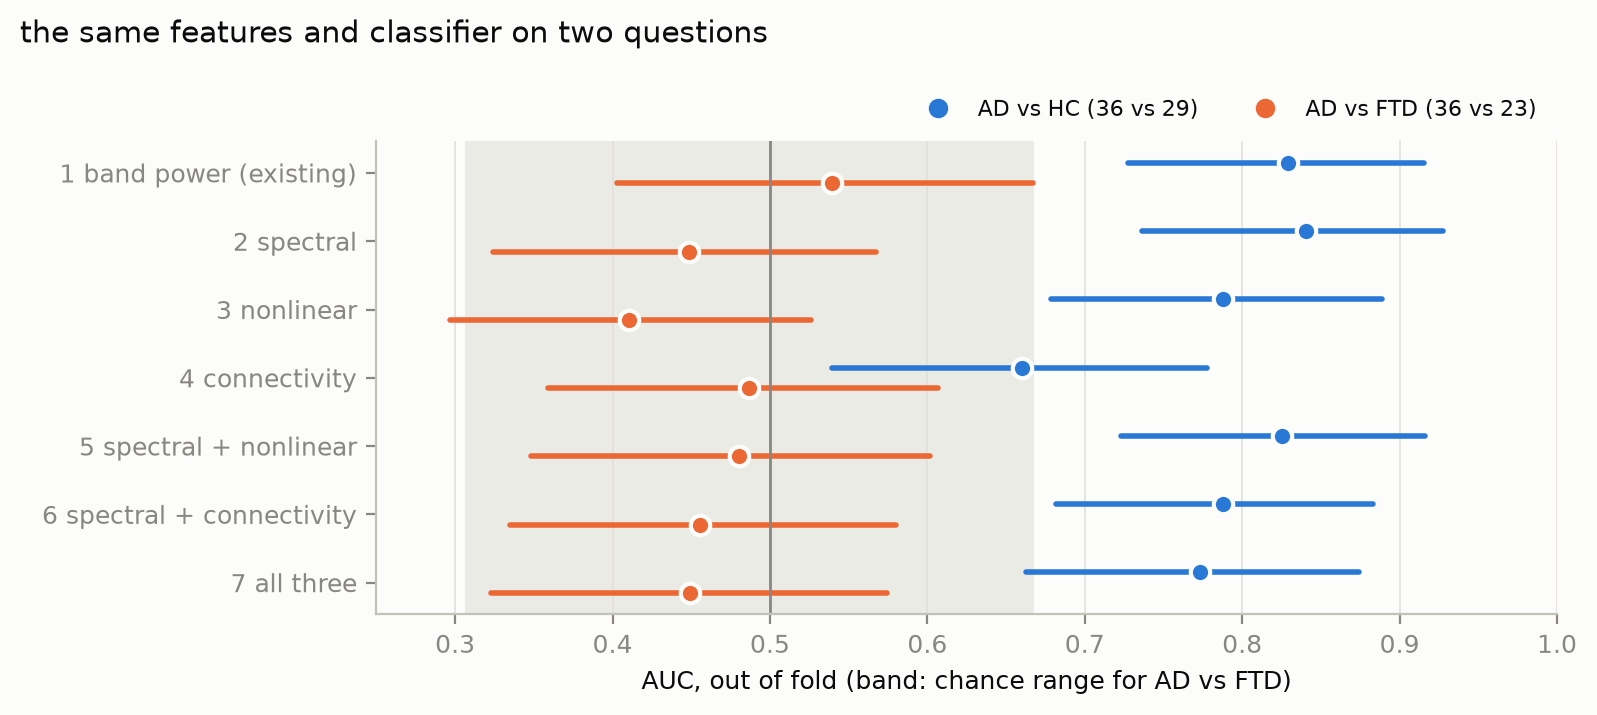 the same features and classifier on two questions
AD vs HC (36 vs 29)
AD vs FTD (36 vs 23)
1 band power (existing)
2 spectral
3 nonlinear
4 connectivity
5 spectral + nonlinear
6 spectral + connectivity
7 all three
0.3 0.4 0.5 0.6 0.7 0.8 0.9 1.0
AUC, out of fold (band: chance range for AD vs FTD)